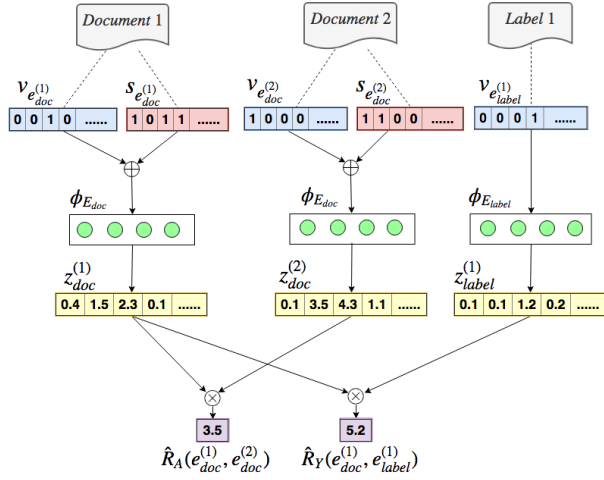 Document 1 Document 2 Label 1
v_{e_{doc}^{(1)}} s_{e_{doc}^{(1)}} v_{e_{doc}^{(2)}} s_{e_{doc}^{(2)}} v_{e_{label}^{(1)}}
0 0 1 0 ...... 1 0 1 1 ...... 1 0 0 0 ...... 1 1 0 0 ...... 0 0 0 1 ......
⊕ ⊕
ϕ_{E_{doc}} ϕ_{E_{doc}} ϕ_{E_{label}}
z_{doc}^{(1)} z_{doc}^{(2)} z_{label}^{(1)}
0.4 1.5 2.3 0.1 ...... 0.1 3.5 4.3 1.1 ...... 0.1 0.1 1.2 0.2 ......
⊗ ⊗
3.5 5.2
R̂_A(e_{doc}^{(1)}, e_{doc}^{(2)}) R̂_Y(e_{doc}^{(1)}, e_{label}^{(1)})